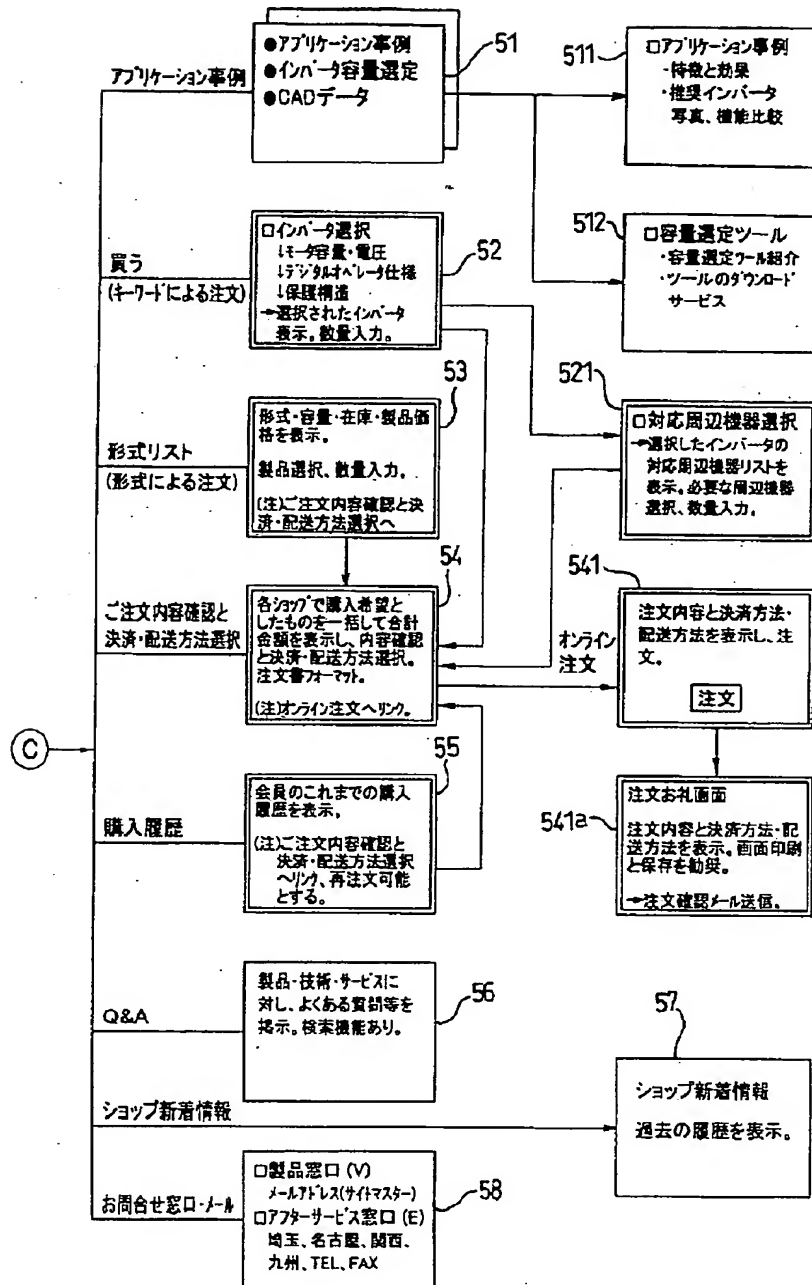 アプリケーション事例
●アプリケーション事例
●インバータ容量選定
●CADデータ
51
511
□アプリケーション事例
・特徴と効果
・推奨インバータ
写真、機能比較
512
□容量選定ツール
・容量選定ツール紹介
・ツールのダウンロード
サービス
買う
(キーワードによる注文)
□インバータ選択
↓モータ容量・電圧
↓デジタルオペレータ仕様
↓保護構造
→選択されたインバータ
表示。数量入力。
52
521
□対応周辺機器選択
→選択したインバータの
対応周辺機器リストを
表示。必要な周辺機器
選択、数量入力。
形式リスト
(形式による注文)
形式・容量・在庫・製品価
格を表示。
製品選択、数量入力。
(注)ご注文内容確認と決
済・配送方法選択へ
53
ご注文内容確認と
決済・配送方法選択
各ショップで購入希望と
したものを一括して合計
金額を表示し、内容確認
と決済・配送方法選択。
注文書フォーマット。
(注)オンライン注文へリンク。
54
オンライン
注文
541
注文内容と決済方法・
配送方法を表示し、注
文。
注文
C
購入履歴
会員のこれまでの購入
履歴を表示。
(注)ご注文内容確認と
決済・配送方法選択
へリンク、再注文可能
とする。
55
541a
注文お礼画面
注文内容と決済方法・配
送方法を表示。画面印刷
と保存を勧奨。
→注文確認メール送信。
Q&A
製品・技術・サービスに
対し、よくある質問等を
掲示。検索機能あり。
56
ショップ新着情報
57
ショップ新着情報
過去の履歴を表示。
お問合せ窓口・メール
□製品窓口(V)
メールアドレス(サイトマスター)
□アフターサービス窓口(E)
埼玉、名古屋、関西、
九州、TEL、FAX
58